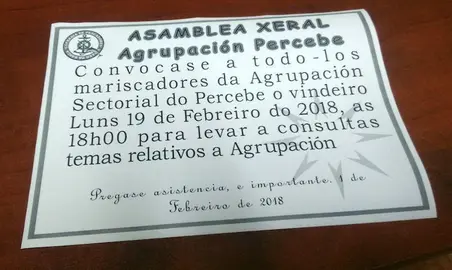 ASAMBLEA XERAL
Agrupación Percebe
Convocase a todo-los
mariscadores da Agrupación
Sectorial do Percebe o vindeiro
Luns 19 de Febreiro do 2018, as
18h00 para levar a consultas
temas relativos a Agrupación
Pregase asistencia, e importante. 1 de
Febreiro de 2018